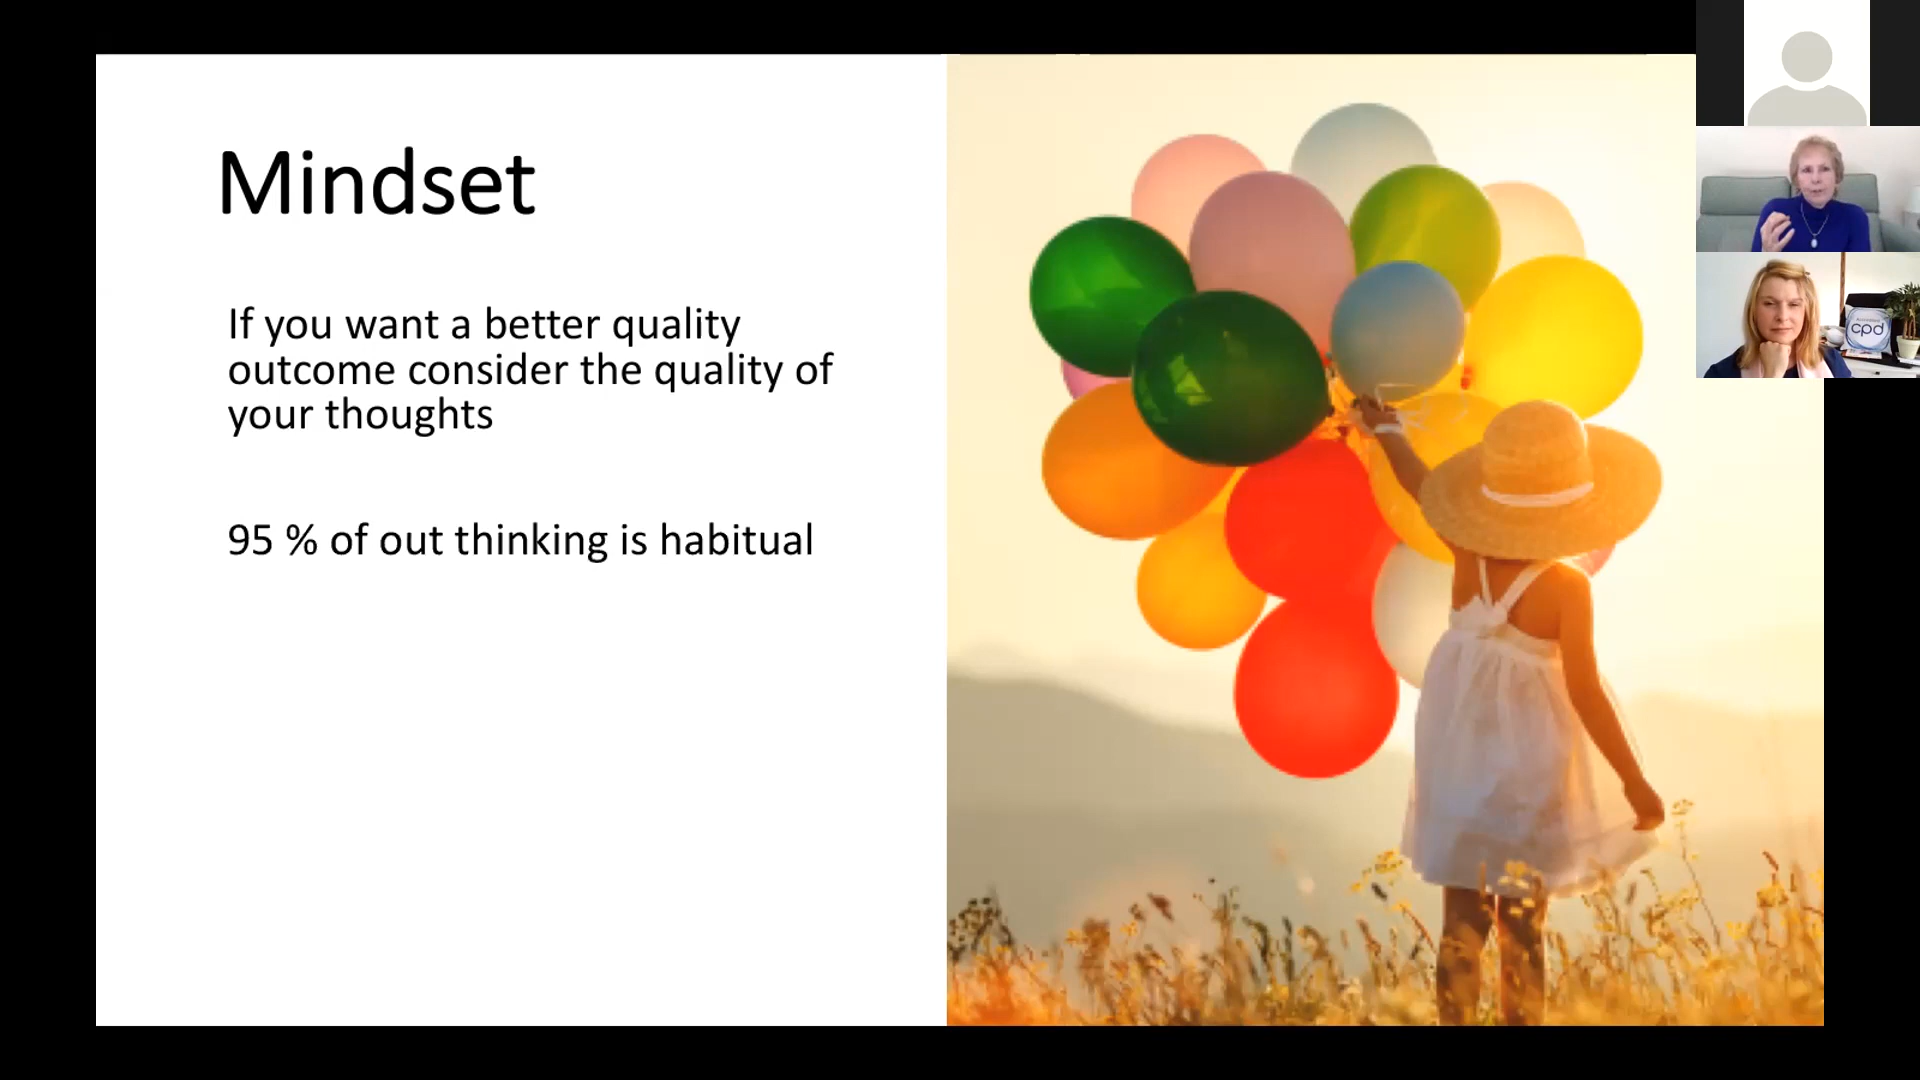 Mindset
If you want a better quality
outcome consider the quality of
your thoughts
95 % of out thinking is habitual
cpd